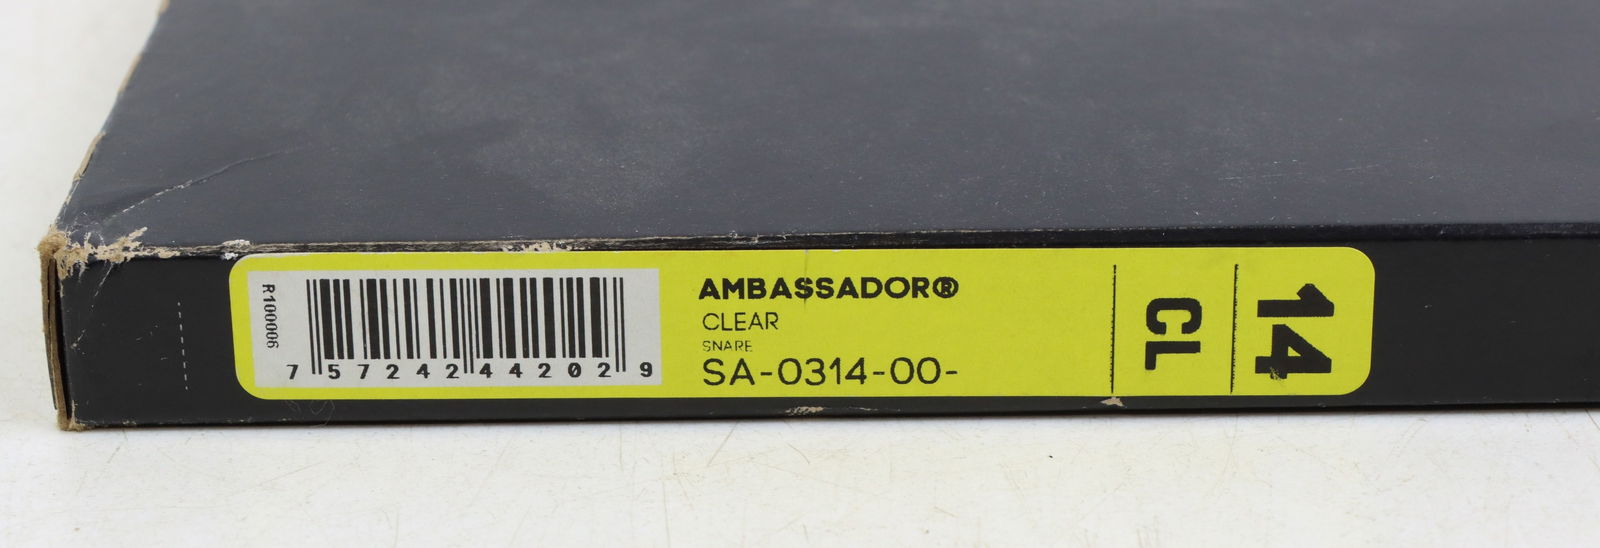 R100006
7 57242 44202 9
AMBASSADOR®
CLEAR
SNARE
SA-0314-00-
CL
14